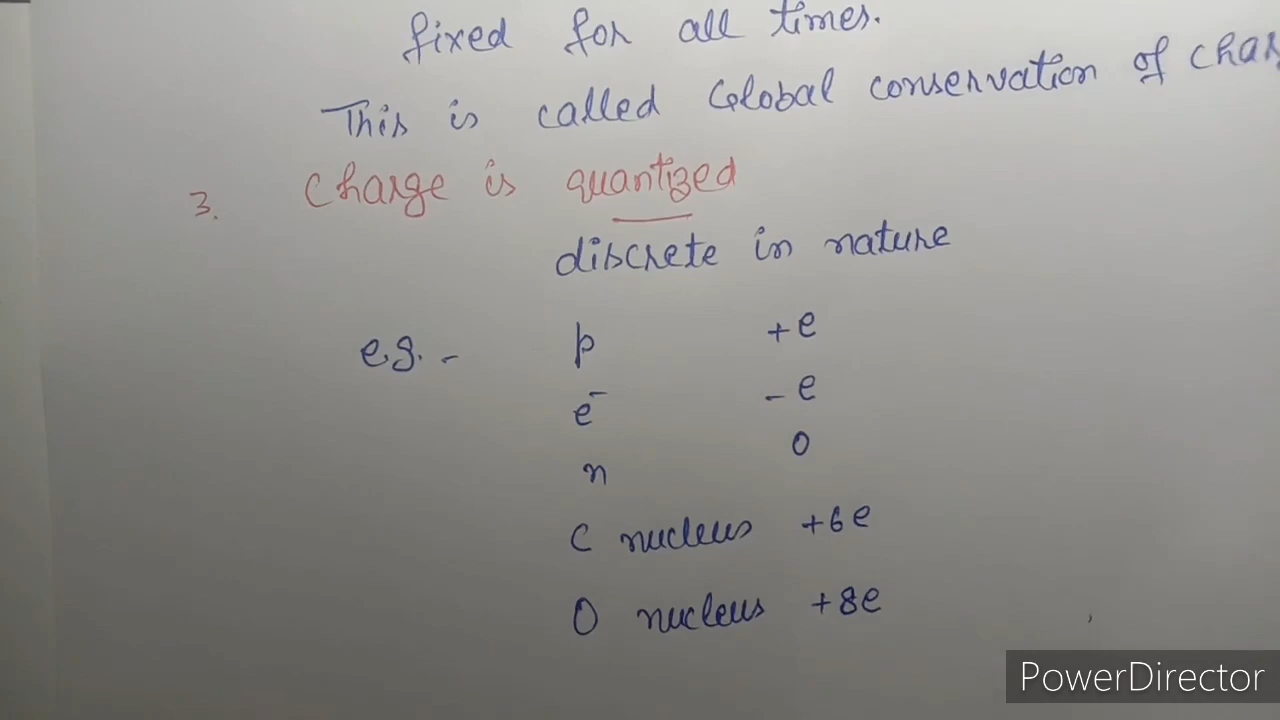 fixed for all times.
This is called Global conservation of char
3. Charge is quantized
discrete in nature
e.g. - p +e
e⁻ -e
n 0
C nucleus +6e
O nucleus +8e
PowerDirector